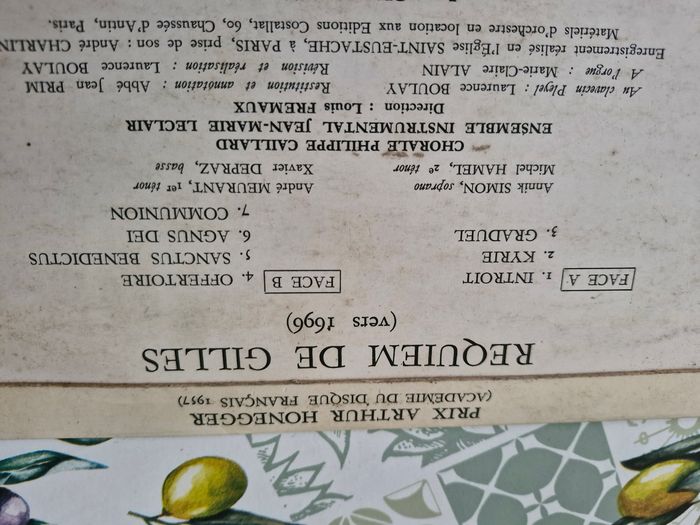 PRIX ARTHUR HONEGGER
(ACADEMIE DU DISQUE FRANÇAIS 1957)
REQUIEM DE GILLES
(vers 1696)
FACE A 1. INTROIT
2. KYRIE
3. GRADUEL
FACE B 4. OFFERTOIRE
5. SANCTUS BENEDICTUS
6. AGNUS DEI
7. COMMUNION
Annik SIMON, soprano
André MEURANT, 1er ténor
Michel HAMEL, 2e ténor
Xavier DEPRAZ, basse
CHORALE PHILIPPE CAILLARD
ENSEMBLE INSTRUMENTAL JEAN-MARIE LECLAIR
Direction : Louis FREMAUX
Au clavecin Pleyel : Laurence BOULAY
Restitution et annotation : Abbé Jean PRIM
A l'orgue : Marie-Claire ALAIN
Révision et réalisation : Laurence BOULAY
Enregistrement réalisé en l'Église SAINT-EUSTACHE, à PARIS, prise de son : André CHARLIN
Matériels d'orchestre en location aux Editions Costallat, 60, Chaussée d'Antin, Paris.